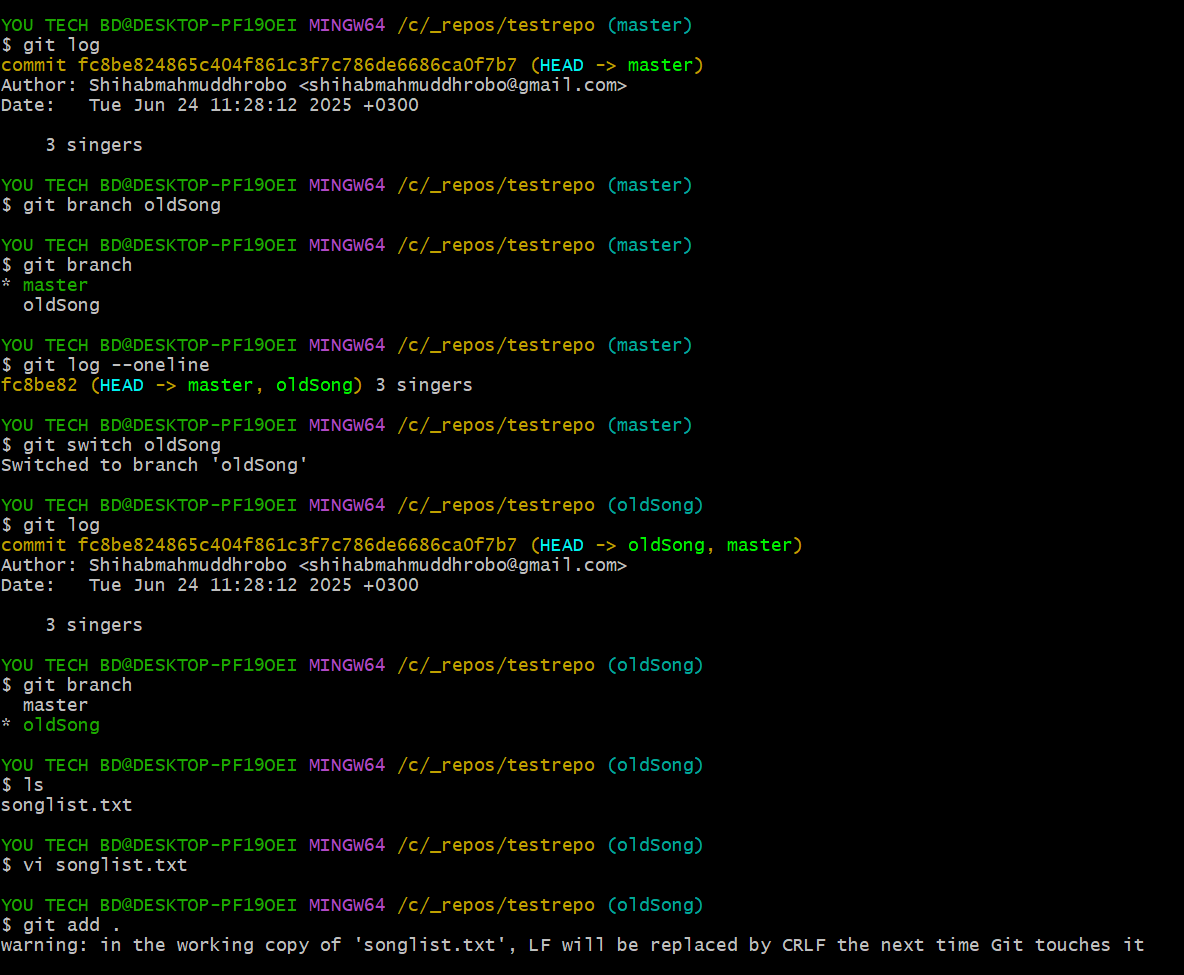 YOU TECH BD@DESKTOP-PF19OEI MINGW64 /c/_repos/testrepo (master)
$ git log
commit fc8be824865c404f861c3f7c786de6686ca0f7b7 (HEAD -> master)
Author: Shihabmahmuddhrobo <shihabmahmuddhrobo@gmail.com>
Date:   Tue Jun 24 11:28:12 2025 +0300
    3 singers
YOU TECH BD@DESKTOP-PF19OEI MINGW64 /c/_repos/testrepo (master)
$ git branch oldSong
YOU TECH BD@DESKTOP-PF19OEI MINGW64 /c/_repos/testrepo (master)
$ git branch
* master
  oldSong
YOU TECH BD@DESKTOP-PF19OEI MINGW64 /c/_repos/testrepo (master)
$ git log --oneline
fc8be82 (HEAD -> master, oldSong) 3 singers
YOU TECH BD@DESKTOP-PF19OEI MINGW64 /c/_repos/testrepo (master)
$ git switch oldSong
Switched to branch 'oldSong'
YOU TECH BD@DESKTOP-PF19OEI MINGW64 /c/_repos/testrepo (oldSong)
$ git log
commit fc8be824865c404f861c3f7c786de6686ca0f7b7 (HEAD -> oldSong, master)
Author: Shihabmahmuddhrobo <shihabmahmuddhrobo@gmail.com>
Date:   Tue Jun 24 11:28:12 2025 +0300
    3 singers
YOU TECH BD@DESKTOP-PF19OEI MINGW64 /c/_repos/testrepo (oldSong)
$ git branch
  master
* oldSong
YOU TECH BD@DESKTOP-PF19OEI MINGW64 /c/_repos/testrepo (oldSong)
$ ls
songlist.txt
YOU TECH BD@DESKTOP-PF19OEI MINGW64 /c/_repos/testrepo (oldSong)
$ vi songlist.txt
YOU TECH BD@DESKTOP-PF19OEI MINGW64 /c/_repos/testrepo (oldSong)
$ git add .
warning: in the working copy of 'songlist.txt', LF will be replaced by CRLF the next time Git touches it